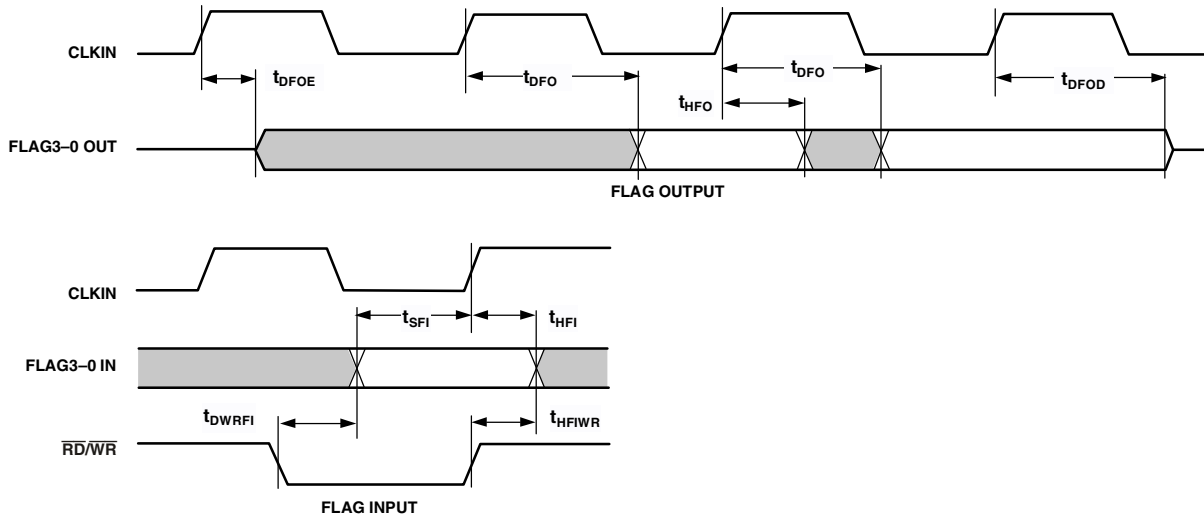 CLKIN
tDFOE
tDFO
tDFO
tHFO
tDFOD
FLAG3–0 OUT
FLAG OUTPUT
CLKIN
tSFI
tHFI
FLAG3–0 IN
tDWRFI
tHFIWR
RD/WR
FLAG INPUT